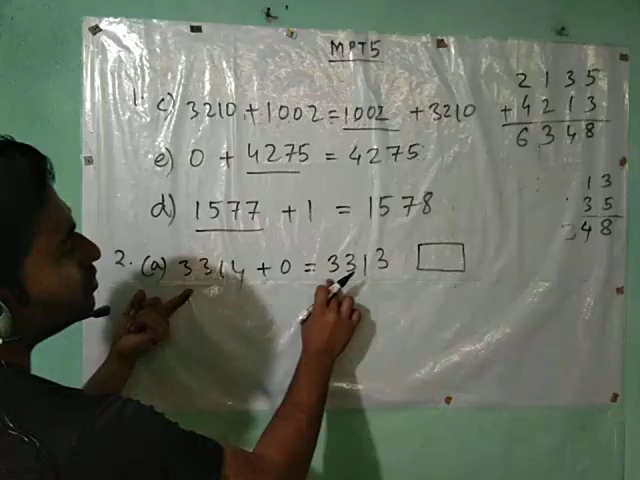 MPT5
1. c) 3210 + 1002 = 1002 + 3210
e) 0 + 4275 = 4275
d) 1577 + 1 = 1578
2. (a) 3314 + 0 = 3313
2135
+ 4213
6348
13
35
48